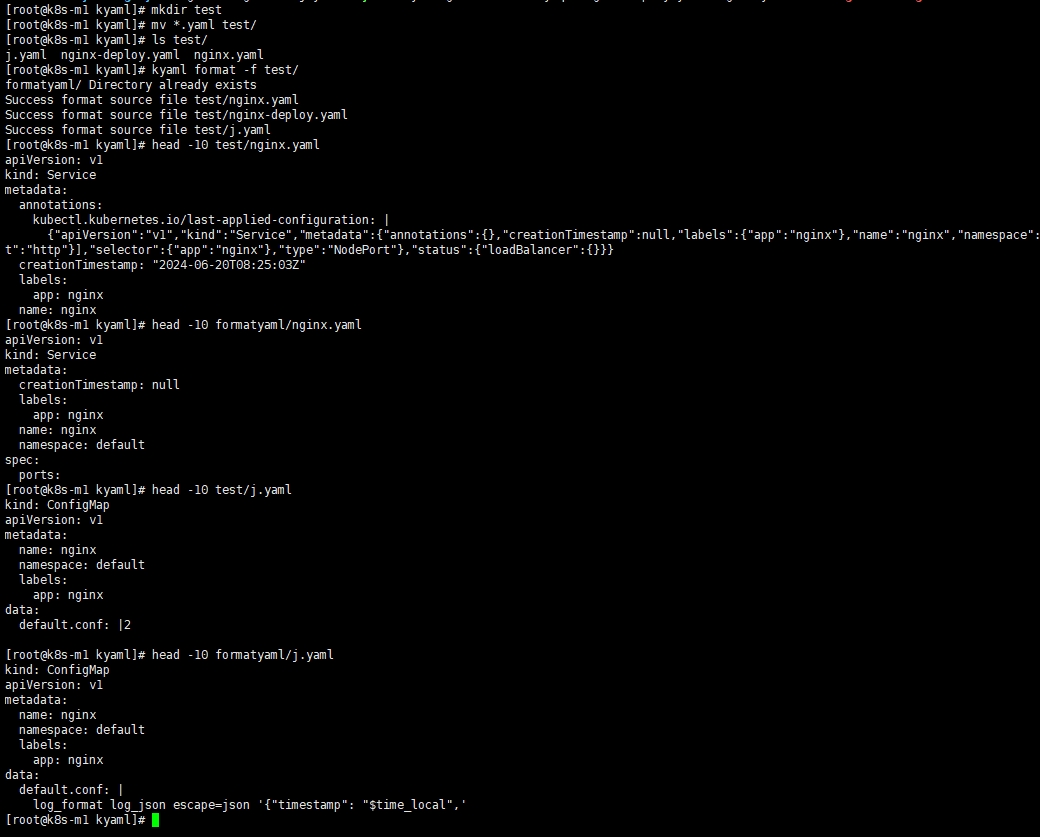 [root@k8s-m1 kyaml]# mkdir test
[root@k8s-m1 kyaml]# mv *.yaml test/
[root@k8s-m1 kyaml]# ls test/
j.yaml  nginx-deploy.yaml  nginx.yaml
[root@k8s-m1 kyaml]# kyaml format -f test/
formatyaml/ Directory already exists
Success format source file test/nginx.yaml
Success format source file test/nginx-deploy.yaml
Success format source file test/j.yaml
[root@k8s-m1 kyaml]# head -10 test/nginx.yaml
apiVersion: v1
kind: Service
metadata:
  annotations:
    kubectl.kubernetes.io/last-applied-configuration: |
      {"apiVersion":"v1","kind":"Service","metadata":{"annotations":{},"creationTimestamp":null,"labels":{"app":"nginx"},"name":"nginx","namespace":
t":"http"}],"selector":{"app":"nginx"},"type":"NodePort"},"status":{"loadBalancer":{}}}
  creationTimestamp: "2024-06-20T08:25:03Z"
  labels:
    app: nginx
  name: nginx
[root@k8s-m1 kyaml]# head -10 formatyaml/nginx.yaml
apiVersion: v1
kind: Service
metadata:
  creationTimestamp: null
  labels:
    app: nginx
  name: nginx
  namespace: default
spec:
  ports:
[root@k8s-m1 kyaml]# head -10 test/j.yaml
kind: ConfigMap
apiVersion: v1
metadata:
  name: nginx
  namespace: default
  labels:
    app: nginx
data:
  default.conf: |2

[root@k8s-m1 kyaml]# head -10 formatyaml/j.yaml
kind: ConfigMap
apiVersion: v1
metadata:
  name: nginx
  namespace: default
  labels:
    app: nginx
data:
  default.conf: |
    log_format log_json escape=json '{"timestamp": "$time_local",'
[root@k8s-m1 kyaml]#